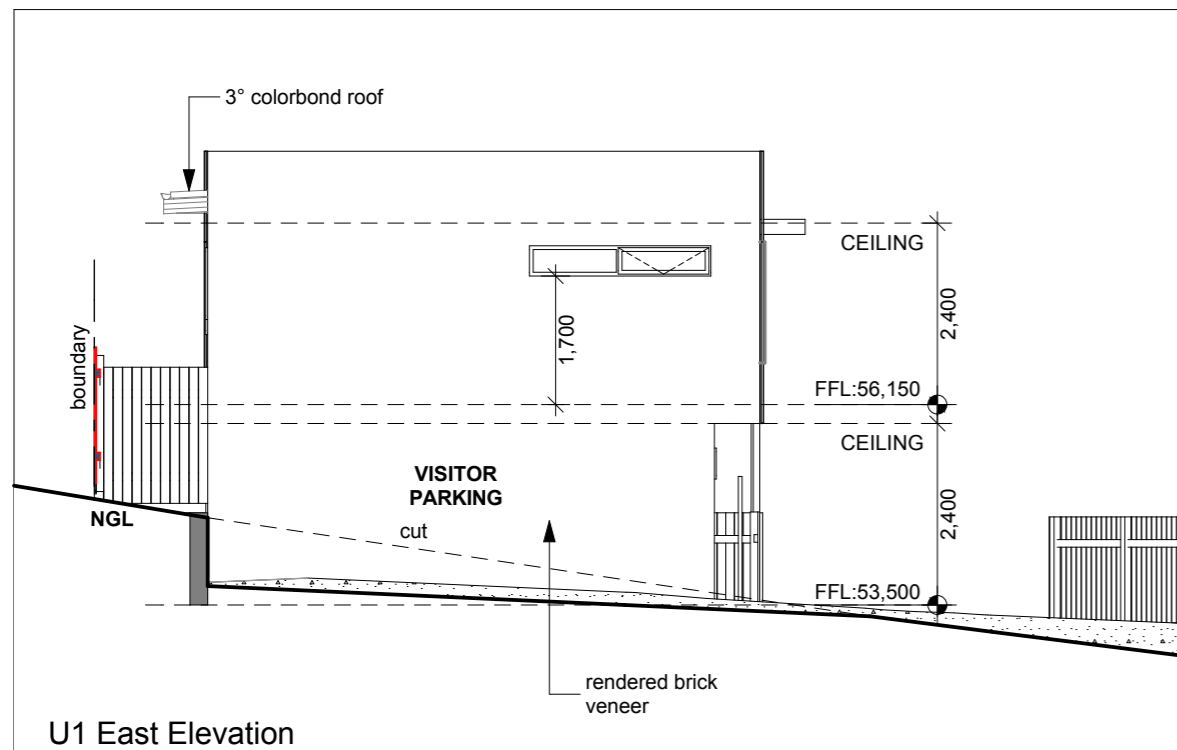 3° colorbond roof
CEILING
2,400
1,700
boundary
FFL:56,150
CEILING
VISITOR
PARKING
NGL
cut
2,400
FFL:53,500
rendered brick
veneer
U1 East Elevation